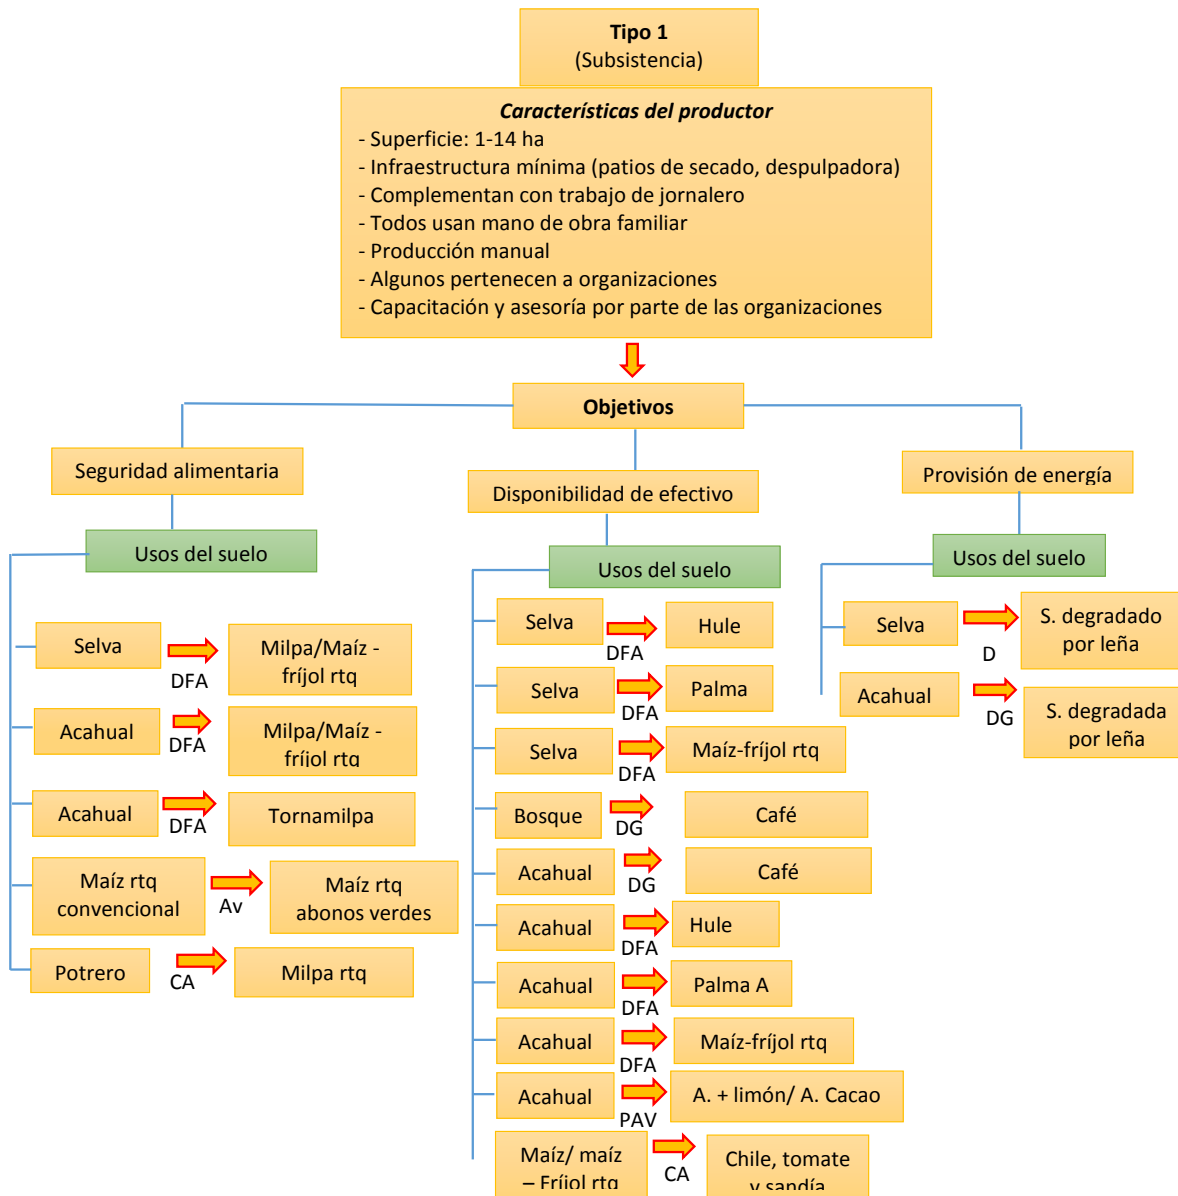 Tipo 1
(Subsistencia)
Características del productor
- Superficie: 1-14 ha
- Infraestructura mínima (patios de secado, despulpadora)
- Complementan con trabajo de jornalero
- Todos usan mano de obra familiar
- Producción manual
- Algunos pertenecen a organizaciones
- Capacitación y asesoría por parte de las organizaciones
Objetivos
Seguridad alimentaria
Usos del suelo
Selva
DFA
Milpa/Maíz -
fríjol rtq
Acahual
DFA
Milpa/Maíz -
fríjol rtq
Acahual
DFA
Tornamilpa
Maíz rtq
convencional
Av
Maíz rtq
abonos verdes
Potrero
CA
Milpa rtq
Disponibilidad de efectivo
Usos del suelo
Selva
DFA
Hule
Selva
DFA
Palma
Selva
DFA
Maíz-fríjol rtq
Bosque
DG
Café
Acahual
DG
Café
Acahual
DFA
Hule
Acahual
DFA
Palma A
Acahual
DFA
Maíz-fríjol rtq
Acahual
PAV
A. + limón/ A. Cacao
Maíz/ maíz
– Fríjol rtq
CA
Chile, tomate
y sandía
Provisión de energía
Usos del suelo
Selva
D
S. degradado
por leña
Acahual
DG
S. degradada
por leña